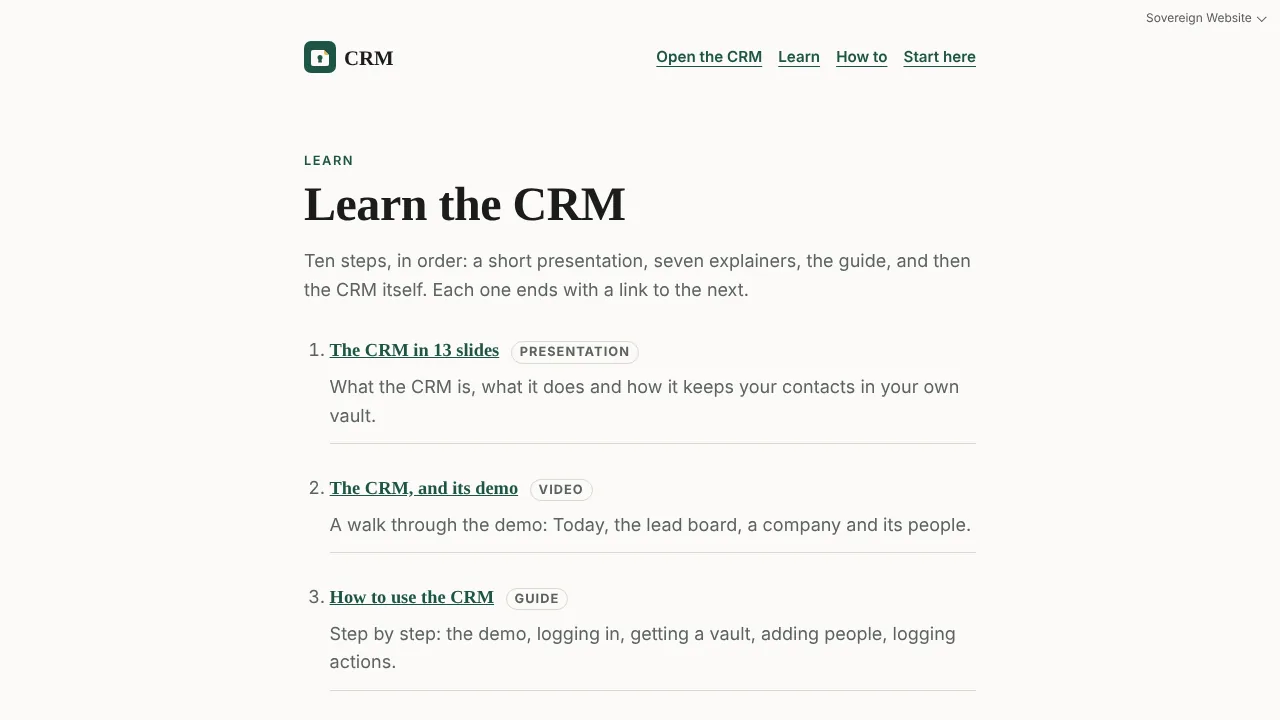 Sovereign Website
CRM
Open the CRM Learn How to Start here
LEARN
Learn the CRM
Ten steps, in order: a short presentation, seven explainers, the guide, and then
the CRM itself. Each one ends with a link to the next.
1. The CRM in 13 slides PRESENTATION
What the CRM is, what it does and how it keeps your contacts in your own
vault.
2. The CRM, and its demo VIDEO
A walk through the demo: Today, the lead board, a company and its people.
3. How to use the CRM GUIDE
Step by step: the demo, logging in, getting a vault, adding people, logging
actions.